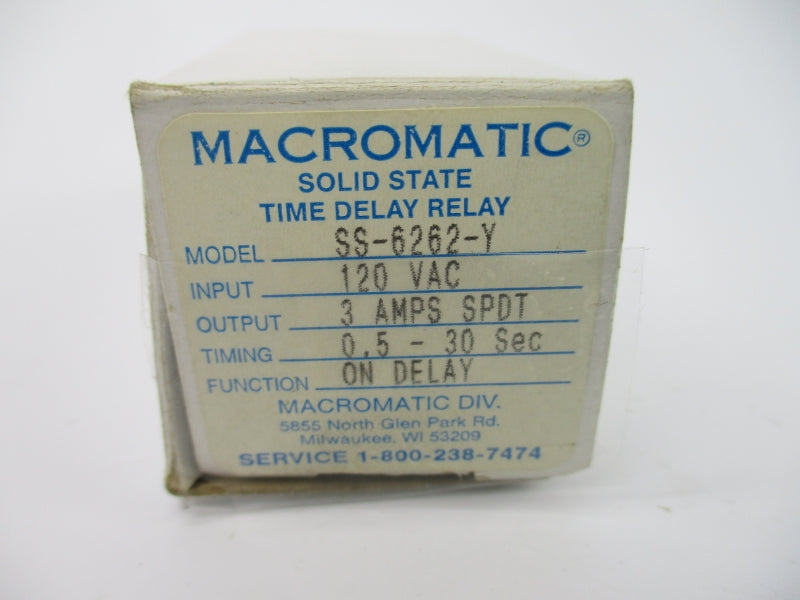 MACROMATIC®
SOLID STATE
TIME DELAY RELAY
MODEL SS-6262-Y
INPUT 120 VAC
OUTPUT 3 AMPS SPDT
TIMING 0.5 - 30 Sec
FUNCTION ON DELAY
MACROMATIC DIV.
5855 North Glen Park Rd.
Milwaukee, WI 53209
SERVICE 1-800-238-7474